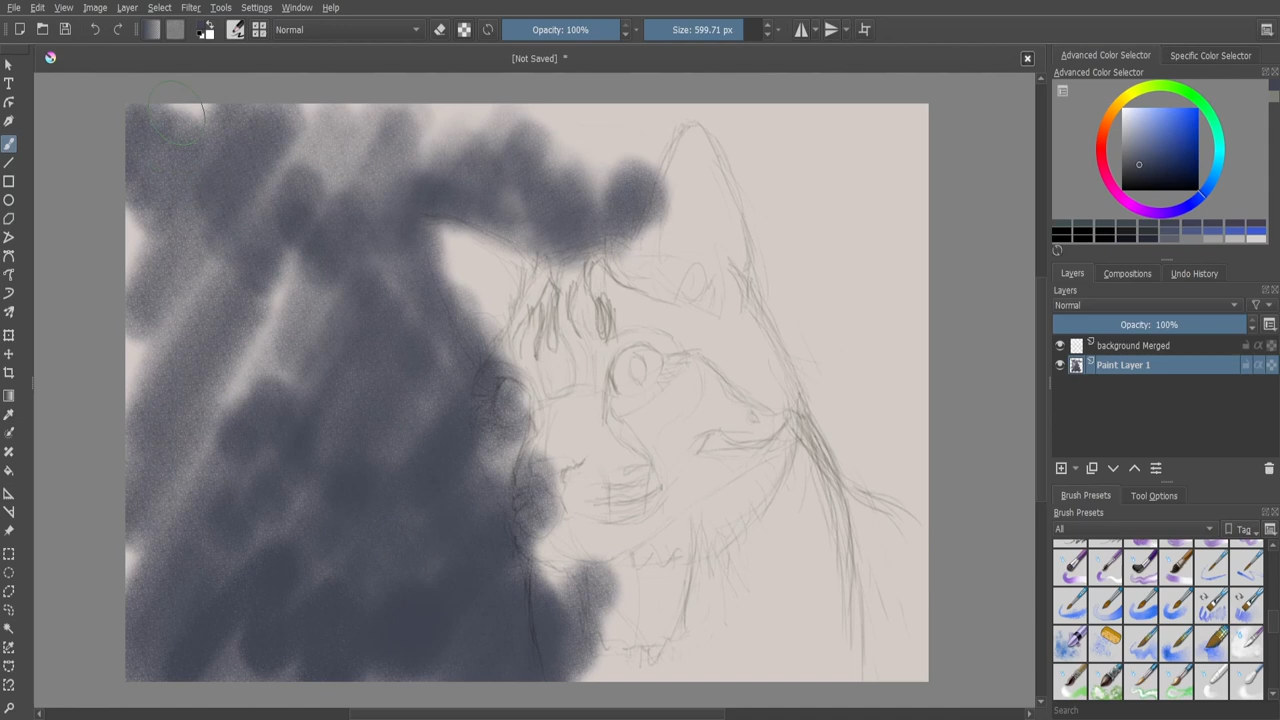 File Edit View Image Layer Select Filter Tools Settings Window Help
Normal
Opacity: 100%
Size: 599.71 px
[Not Saved] *
Advanced Color Selector
Specific Color Selector
Advanced Color Selector
Layers
Compositions
Undo History
Layers
Normal
Opacity: 100%
background Merged
Paint Layer 1
Brush Presets
Tool Options
Brush Presets
All
Tag
Search